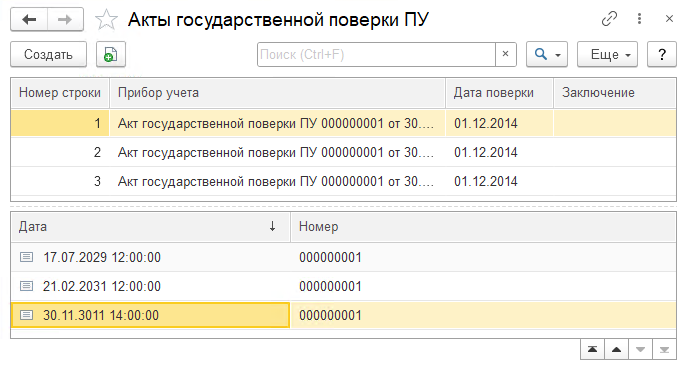 Акты государственной поверки ПУ
Создать Поиск (Ctrl+F) × Еще ?
Номер строки Прибор учета Дата поверки Заключение
1 Акт государственной поверки ПУ 000000001 от 30.... 01.12.2014
2 Акт государственной поверки ПУ 000000001 от 30.... 01.12.2014
3 Акт государственной поверки ПУ 000000001 от 30.... 01.12.2014
Дата ↓ Номер
17.07.2029 12:00:00 000000001
21.02.2031 12:00:00 000000001
30.11.3011 14:00:00 000000001